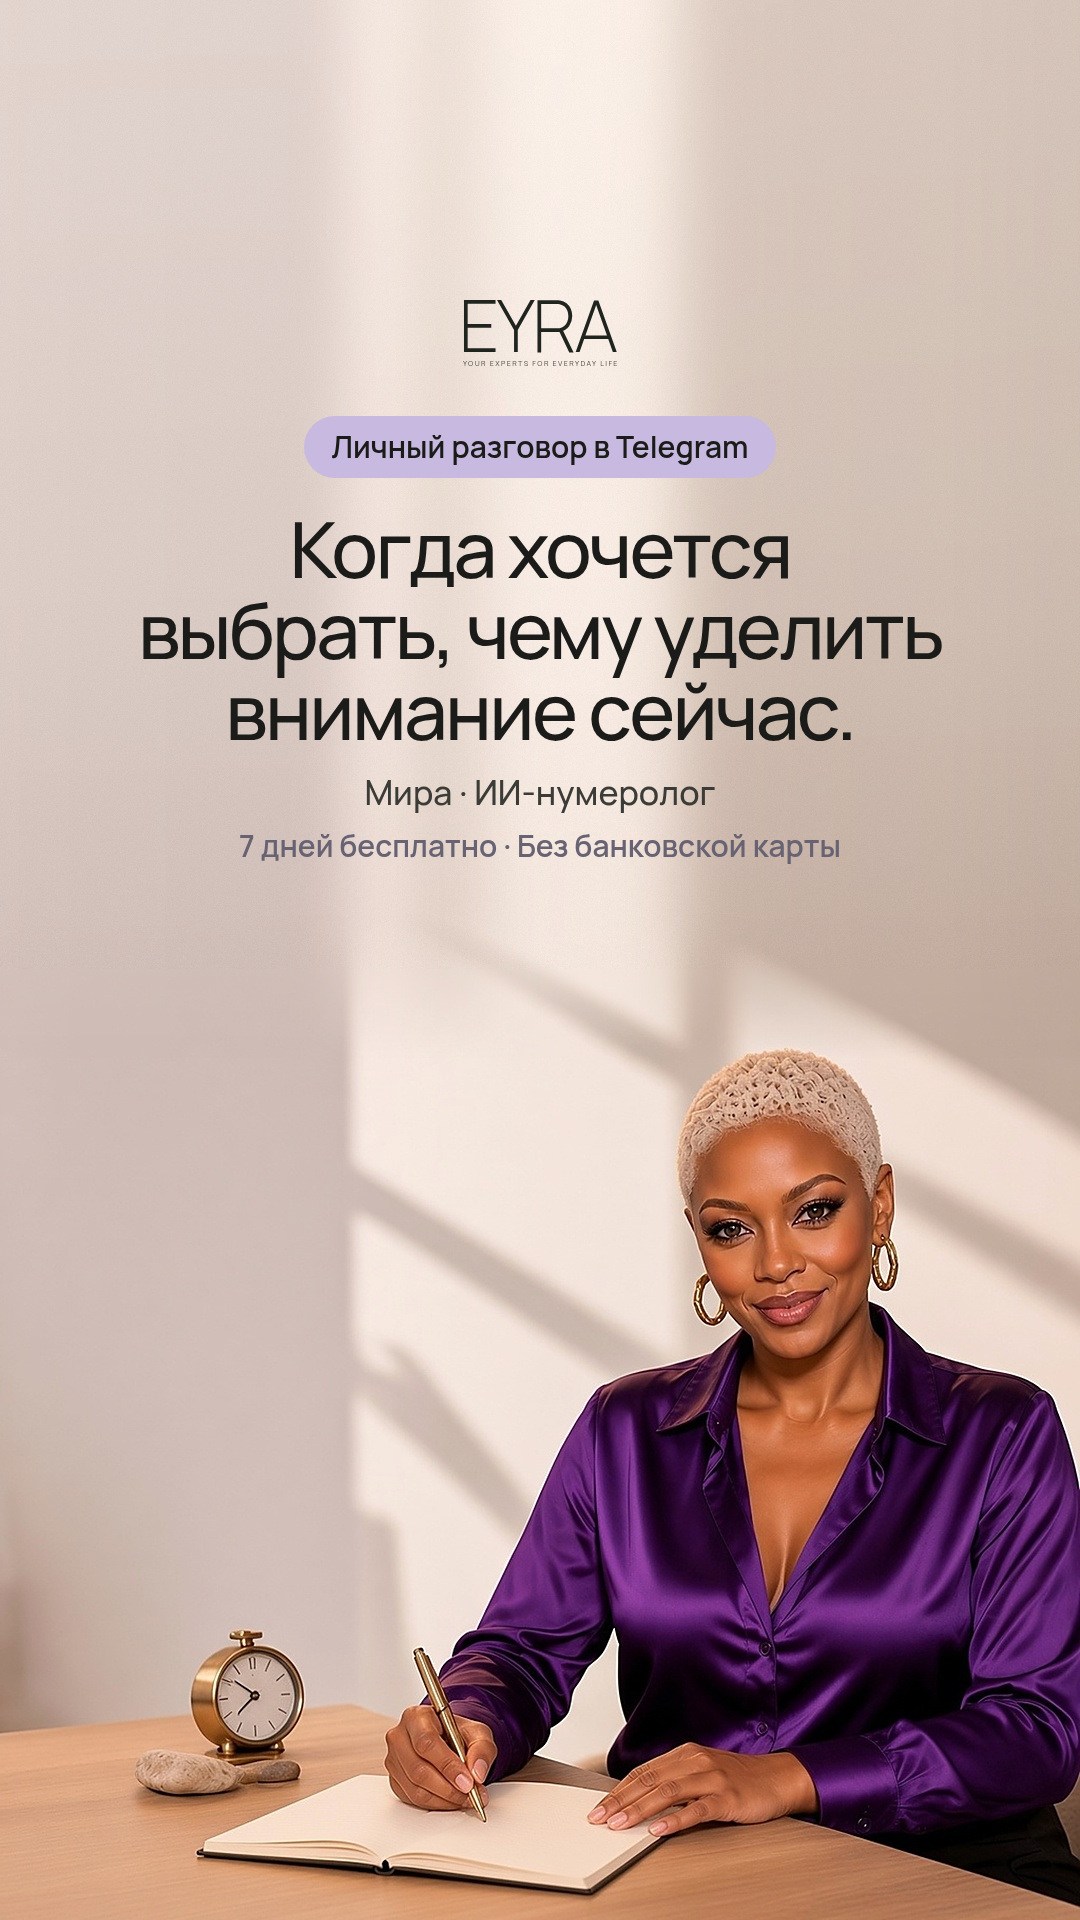 EYRA
YOUR EXPERTS FOR EVERYDAY LIFE
Личный разговор в Telegram
Когда хочется
выбрать, чему уделить
внимание сейчас.
Мира · ИИ-нумеролог
7 дней бесплатно · Без банковской карты